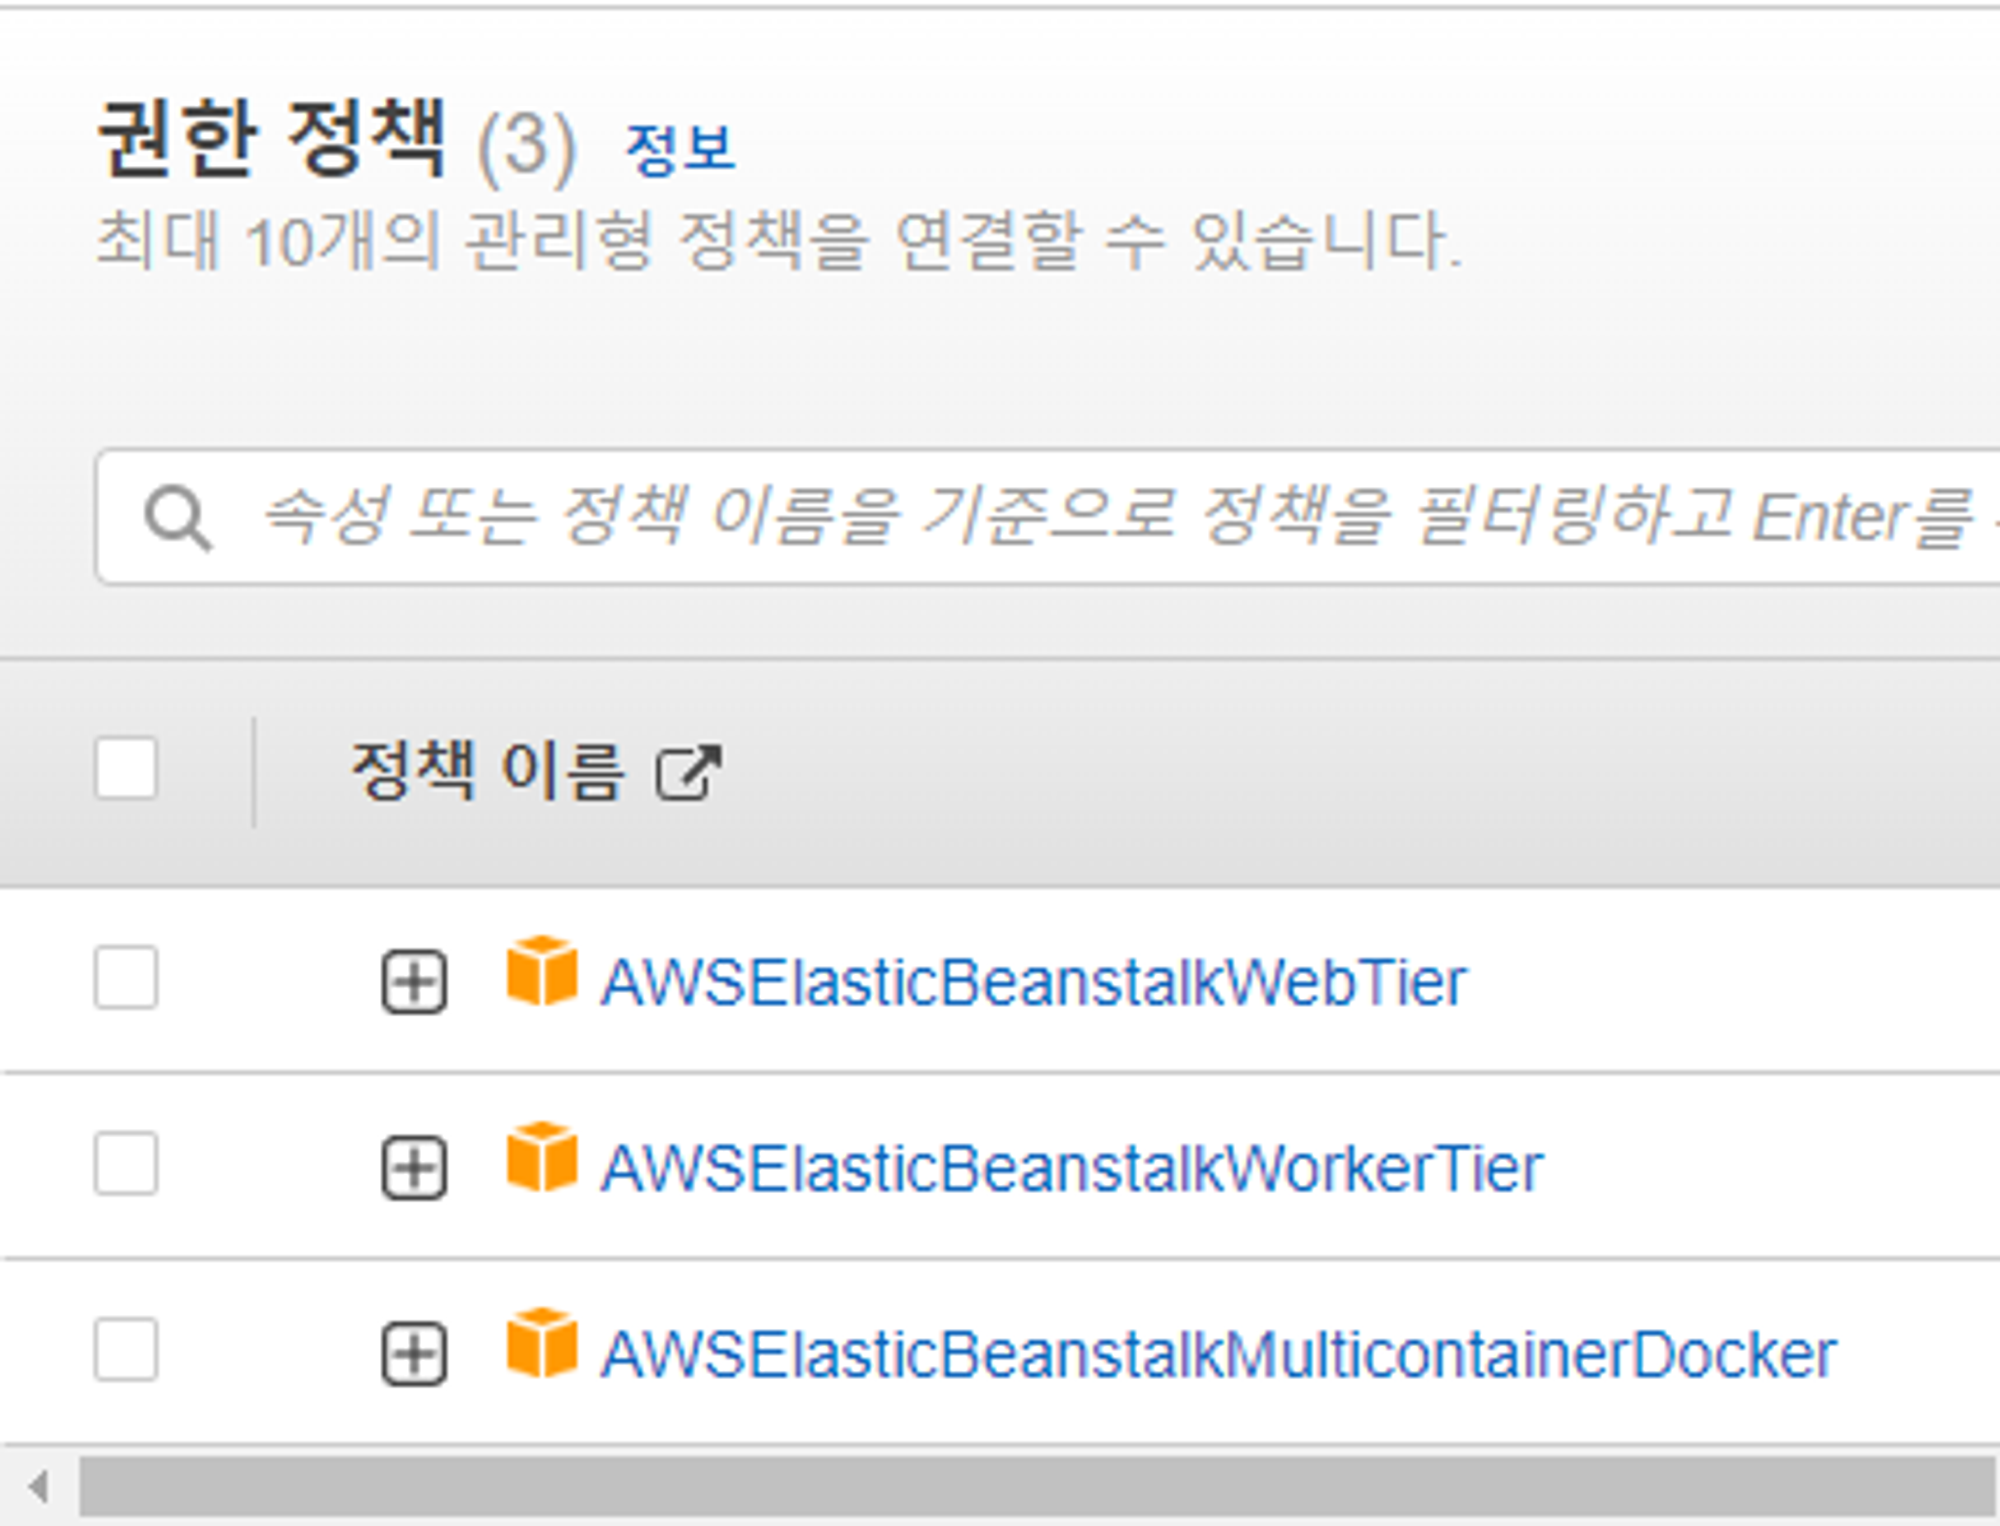 권한 정책 (3) 정보
최대 10개의 관리형 정책을 연결할 수 있습니다.
속성 또는 정책 이름을 기준으로 정책을 필터링하고 Enter를
정책 이름
AWSElasticBeanstalkWebTier
AWSElasticBeanstalkWorkerTier
AWSElasticBeanstalkMulticontainerDocker